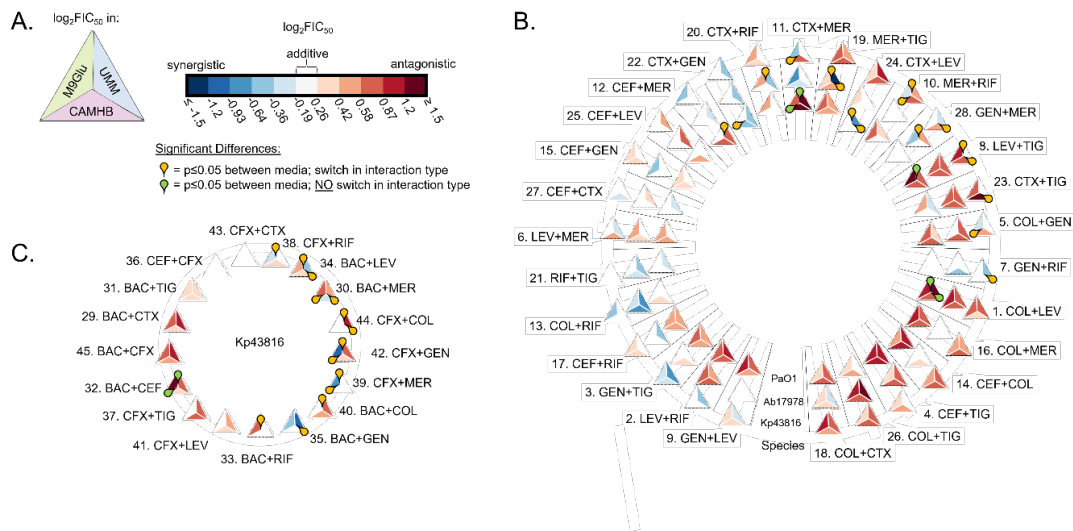 A.
log2FIC50 in:
M9Glu
UMM
CAMHB
log2FIC50
additive
synergistic
antagonistic
≤ -1.5
-1.2
-0.93
-0.64
-0.36
-0.19
0.26
0.42
0.58
0.87
1.2
≥ 1.5
Significant Differences:
= p≤0.05 between media; switch in interaction type
= p≤0.05 between media; NO switch in interaction type
B.
11. CTX+MER
20. CTX+RIF
19. MER+TIG
22. CTX+GEN
24. CTX+LEV
12. CEF+MER
10. MER+RIF
25. CEF+LEV
28. GEN+MER
15. CEF+GEN
8. LEV+TIG
27. CEF+CTX
23. CTX+TIG
6. LEV+MER
5. COL+GEN
21. RIF+TIG
7. GEN+RIF
13. COL+RIF
1. COL+LEV
17. CEF+RIF
16. COL+MER
3. GEN+TIG
14. CEF+COL
2. LEV+RIF
4. CEF+TIG
9. GEN+LEV
26. COL+TIG
18. COL+CTX
PaO1
Ab17978
Kp43816
Species
C.
43. CFX+CTX
38. CFX+RIF
36. CEF+CFX
34. BAC+LEV
31. BAC+TIG
30. BAC+MER
29. BAC+CTX
44. CFX+COL
45. BAC+CFX
Kp43816
42. CFX+GEN
32. BAC+CEF
39. CFX+MER
37. CFX+TIG
40. BAC+COL
41. CFX+LEV
35. BAC+GEN
33. BAC+RIF